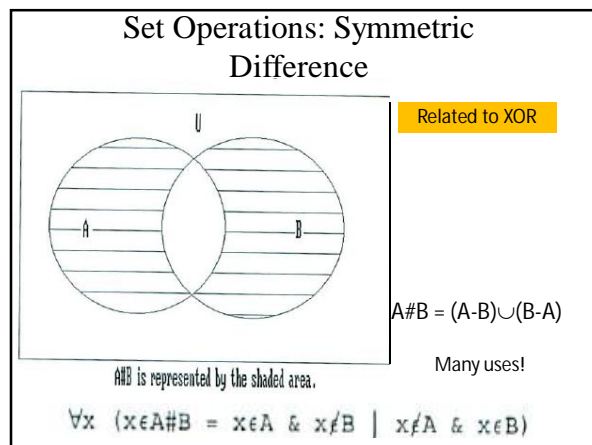 Set Operations: Symmetric
Difference
U
Related to XOR
A
B
A#B = (A-B)∪(B-A)
Many uses!
A#B is represented by the shaded area.
∀x (x∈A#B = x∈A & x∉B | x∉A & x∈B)